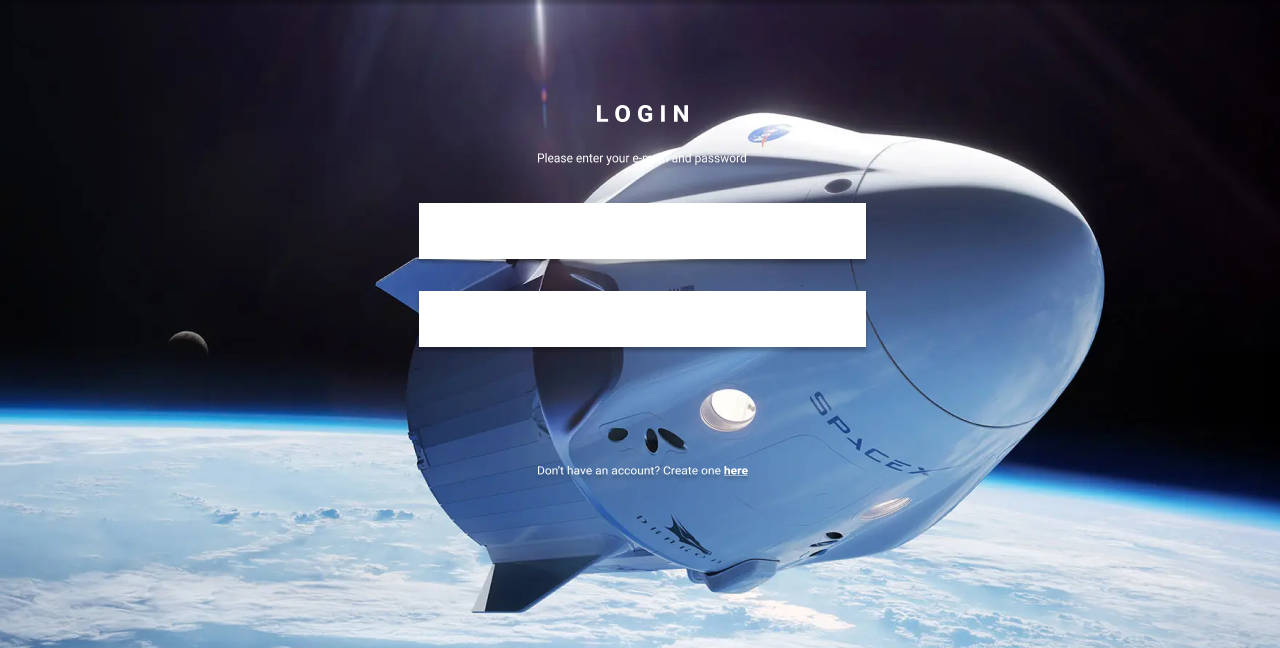 LOGIN
Please enter your e-mail and password
SPACEX
Don't have an account? Create one here
DRAGON